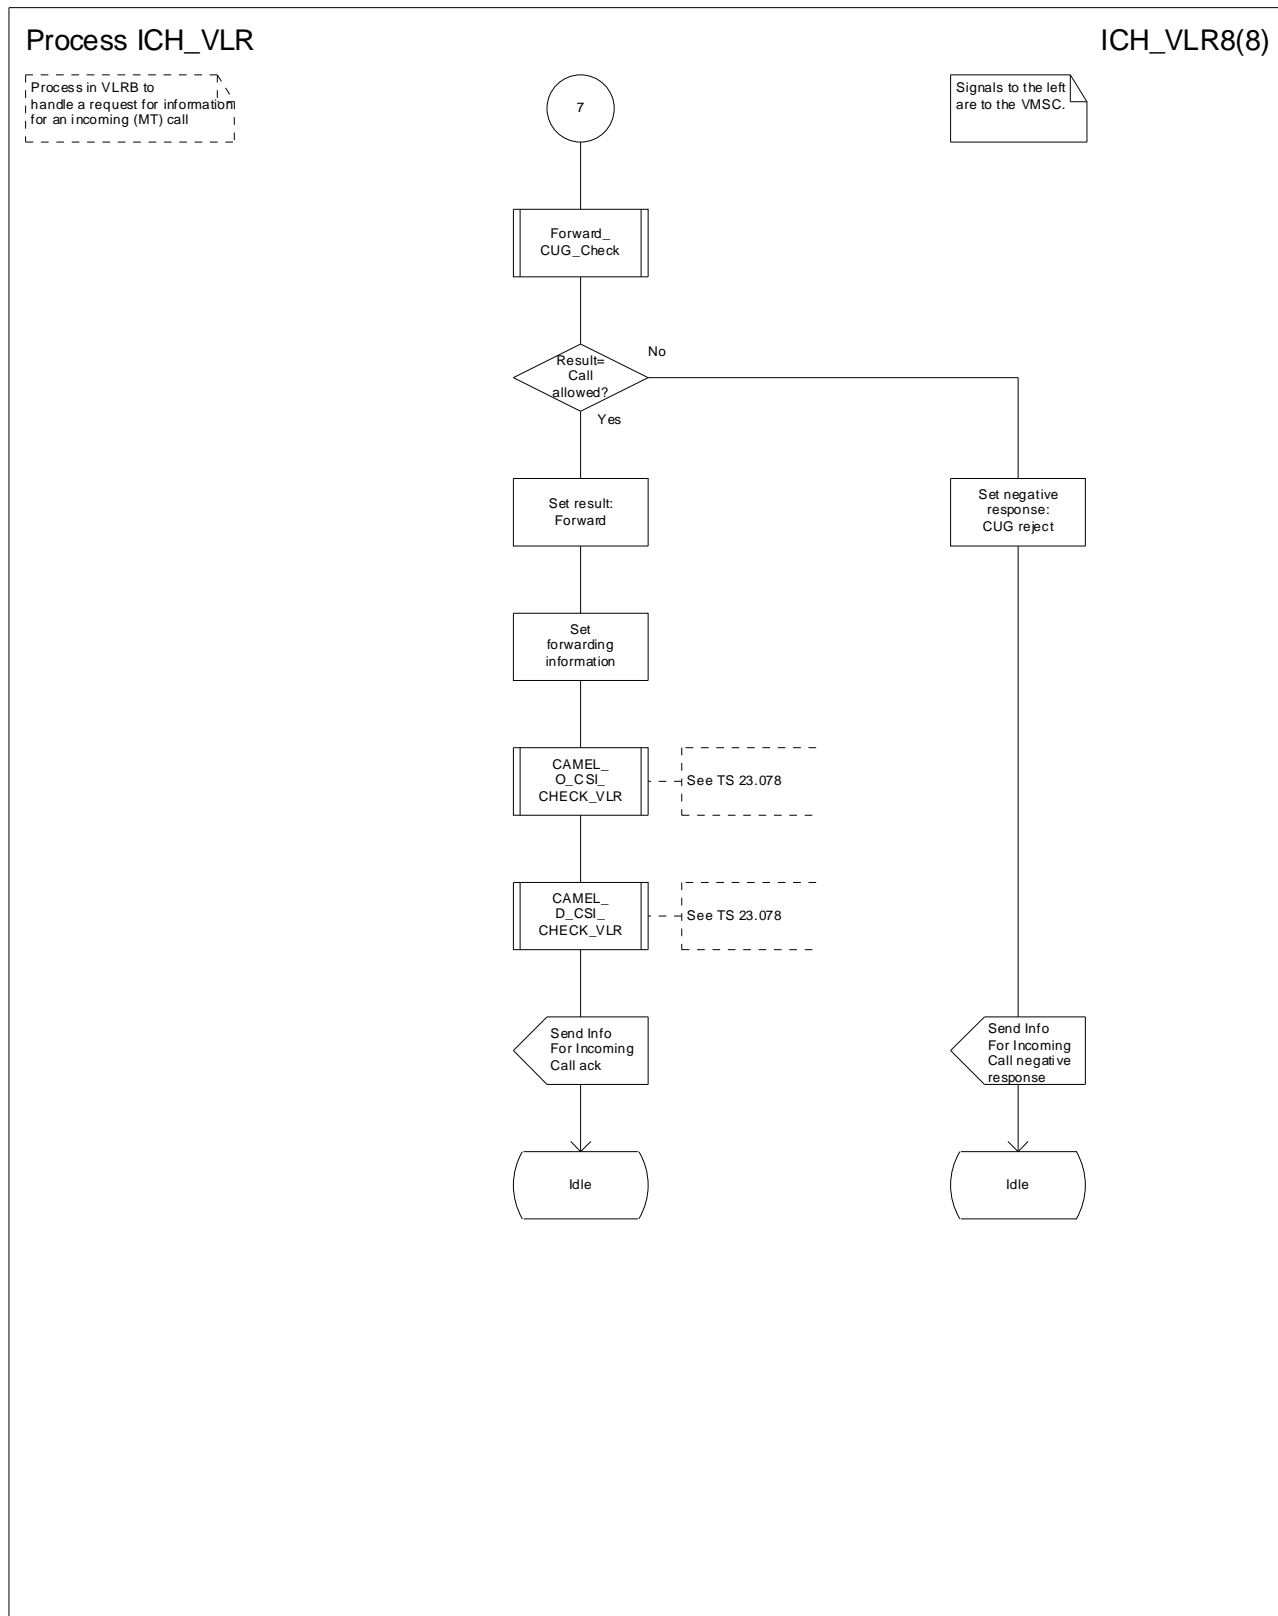 Process ICH_VLR
ICH_VLR8(8)
Process in VLRB to
handle a request for information
for an incoming (MT) call
7
Signals to the left
are to the VMSC.
Forward_
CUG_Check
Result=
Call
allowed?
No
Yes
Set result:
Forward
Set negative
response:
CUG reject
Set
forwarding
information
CAMEL_
O_CSI_
CHECK_VLR
See TS 23.078
CAMEL_
D_CSI_
CHECK_VLR
See TS 23.078
Send Info
For Incoming
Call ack
Send Info
For Incoming
Call negative
response
Idle
Idle